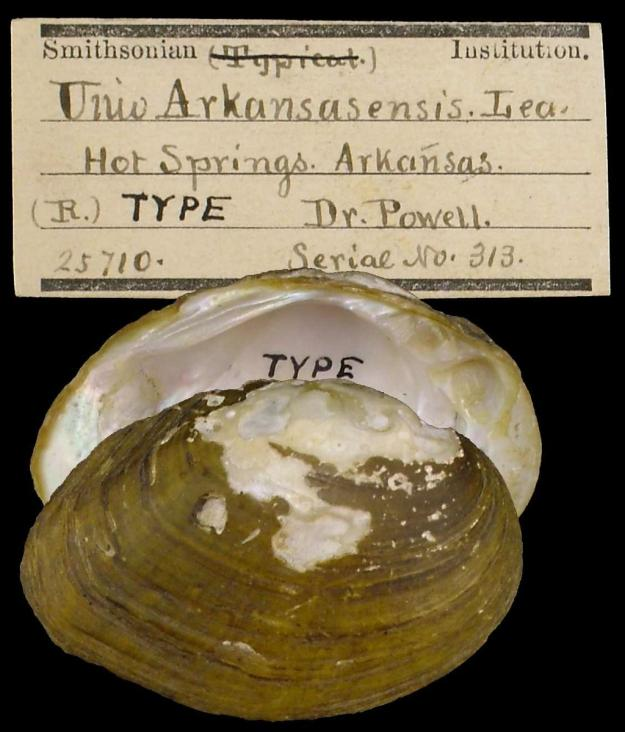 Smithsonian (Typical.) Institution.
Unio Arkansasensis. Lea.
Hot Springs. Arkansas.
(R.) TYPE Dr. Powell.
25710. Serial No. 313.
TYPE